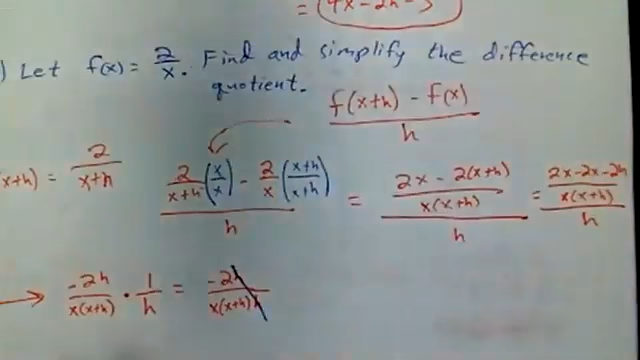 = 4x - 2h - 3
) Let f(x) = 2/x. Find and simplify the difference
quotient. (f(x+h) - f(x))/h
(x+h) = 2/(x+h)
(2/(x+h) (x/x) - 2/x ((x+h)/(x+h)))/h = ((2x - 2(x+h))/(x(x+h)))/h = ((2x-2x-2h)/(x(x+h)))/h
→ -2h/(x(x+h)) · 1/h = -2h/(x(x+h)h)